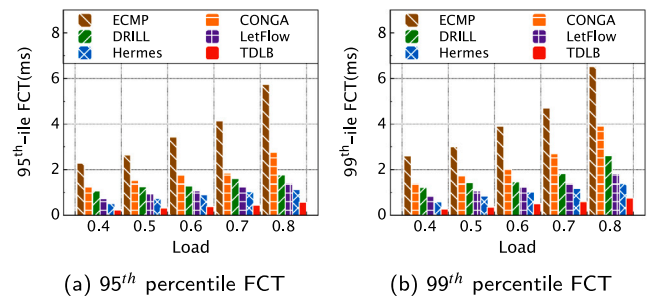 ECMP CONGA
DRILL LetFlow
Hermes TDLB
95th-ile FCT(ms)
8
6
4
2
0
0.4 0.5 0.6 0.7 0.8
Load
(a) 95th percentile FCT
ECMP CONGA
DRILL LetFlow
Hermes TDLB
99th-ile FCT(ms)
8
6
4
2
0
0.4 0.5 0.6 0.7 0.8
Load
(b) 99th percentile FCT